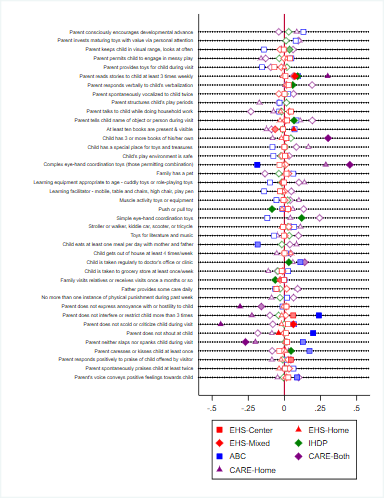 Parent consciously encourages developmental advance
Parent invests maturing toys with value via personal attention
Parent keeps child in visual range, looks at often
Parent permits child to engage in messy play
Parent provides toys for child during visit
Parent reads stories to child at least 3 times weekly
Parent responds verbally to child's verbalization
Parent spontaneously vocalized to child twice
Parent structures child's play periods
Parent talks to child while doing household work
Parent tells child name of object or person during visit
At least ten books are present & visible
Child has 3 or more books of his/her own
Child has a special place for toys and treasures
Child's play environment is safe
Complex eye-hand coordination toys (those permitting combination)
Family has a pet
Learning equipment appropriate to age - cuddly toys or role-playing toys
Learning facilitators - mobile, table and chairs, high chair, play pen
Muscle activity toys or equipment
Push or pull toy
Simple eye-hand coordination toys
Stroller or walker, kiddie car, scooter, or tricycle
Toys for literature and music
Child eats at least one meal per day with mother and father
Child gets out of house at least 4 times/week
Child is taken regularly to doctor's office or clinic
Child is taken to grocery store at least once/week
Family visits relatives or receives visits once a month or so
Father provides some care daily
No more than one instance of physical punishment during past week
Parent does not express annoyance with or hostility to child
Parent does not interfere or restrict child more than 3 times
Parent does not scold or criticize child during visit
Parent does not shout at child
Parent neither slaps nor spanks child during visit
Parent caresses or kisses child at least once
Parent responds positively to praise of child offered by visitor
Parent spontaneously praises child at least twice
Parent's voice conveys positive feelings towards child
-.5 -.25 0 .25 .5
EHS-Center EHS-Home
EHS-Mixed IHDP
ABC CARE-Both
CARE-Home